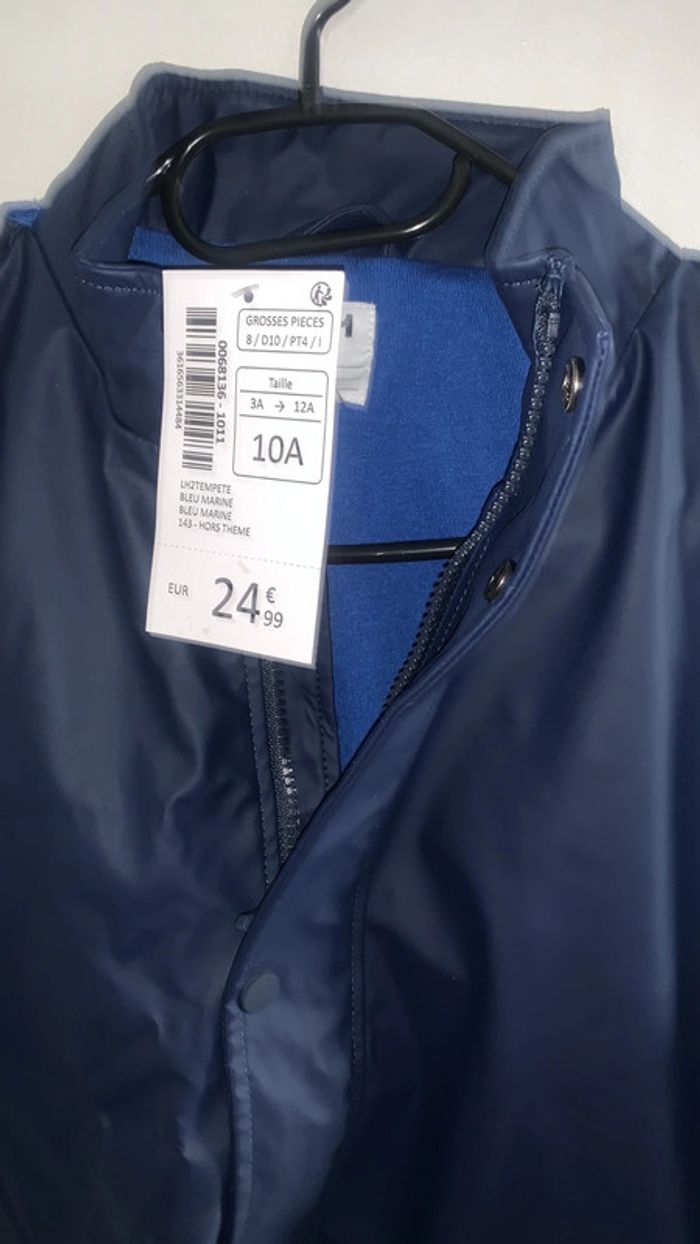 GROSSES PIECES
8 / D10 / PT4 / I
0068136 - 1011
3616563314484
Taille
3A → 12A
10A
LH2TEMPETE
BLEU MARINE
BLEU MARINE
143 - HORS THEME
EUR 24€99